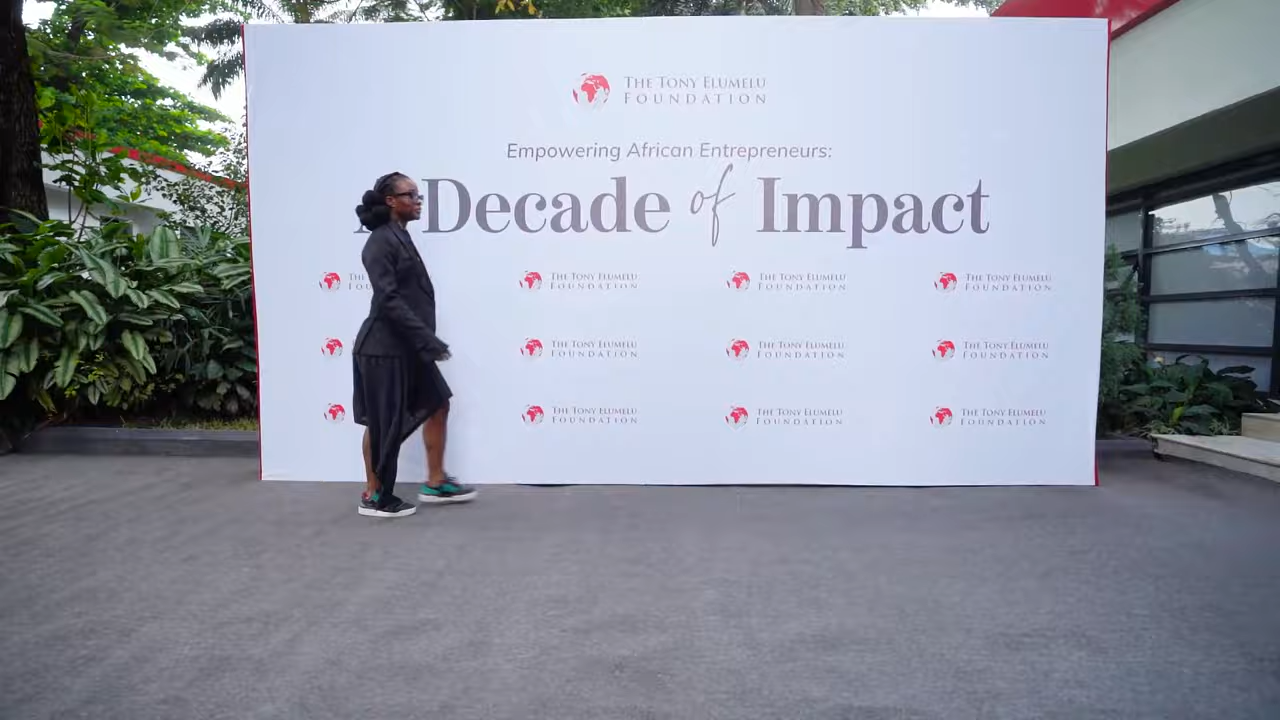 THE TONY ELUMELU
FOUNDATION
Empowering African Entrepreneurs:
A Decade of Impact
THE TONY ELUMELU
FOUNDATION
THE TONY ELUMELU
FOUNDATION
THE TONY ELUMELU
FOUNDATION
THE TONY ELUMELU
FOUNDATION
THE TONY ELUMELU
FOUNDATION
THE TONY ELUMELU
FOUNDATION
THE TONY ELUMELU
FOUNDATION
THE TONY ELUMELU
FOUNDATION
THE TONY ELUMELU
FOUNDATION